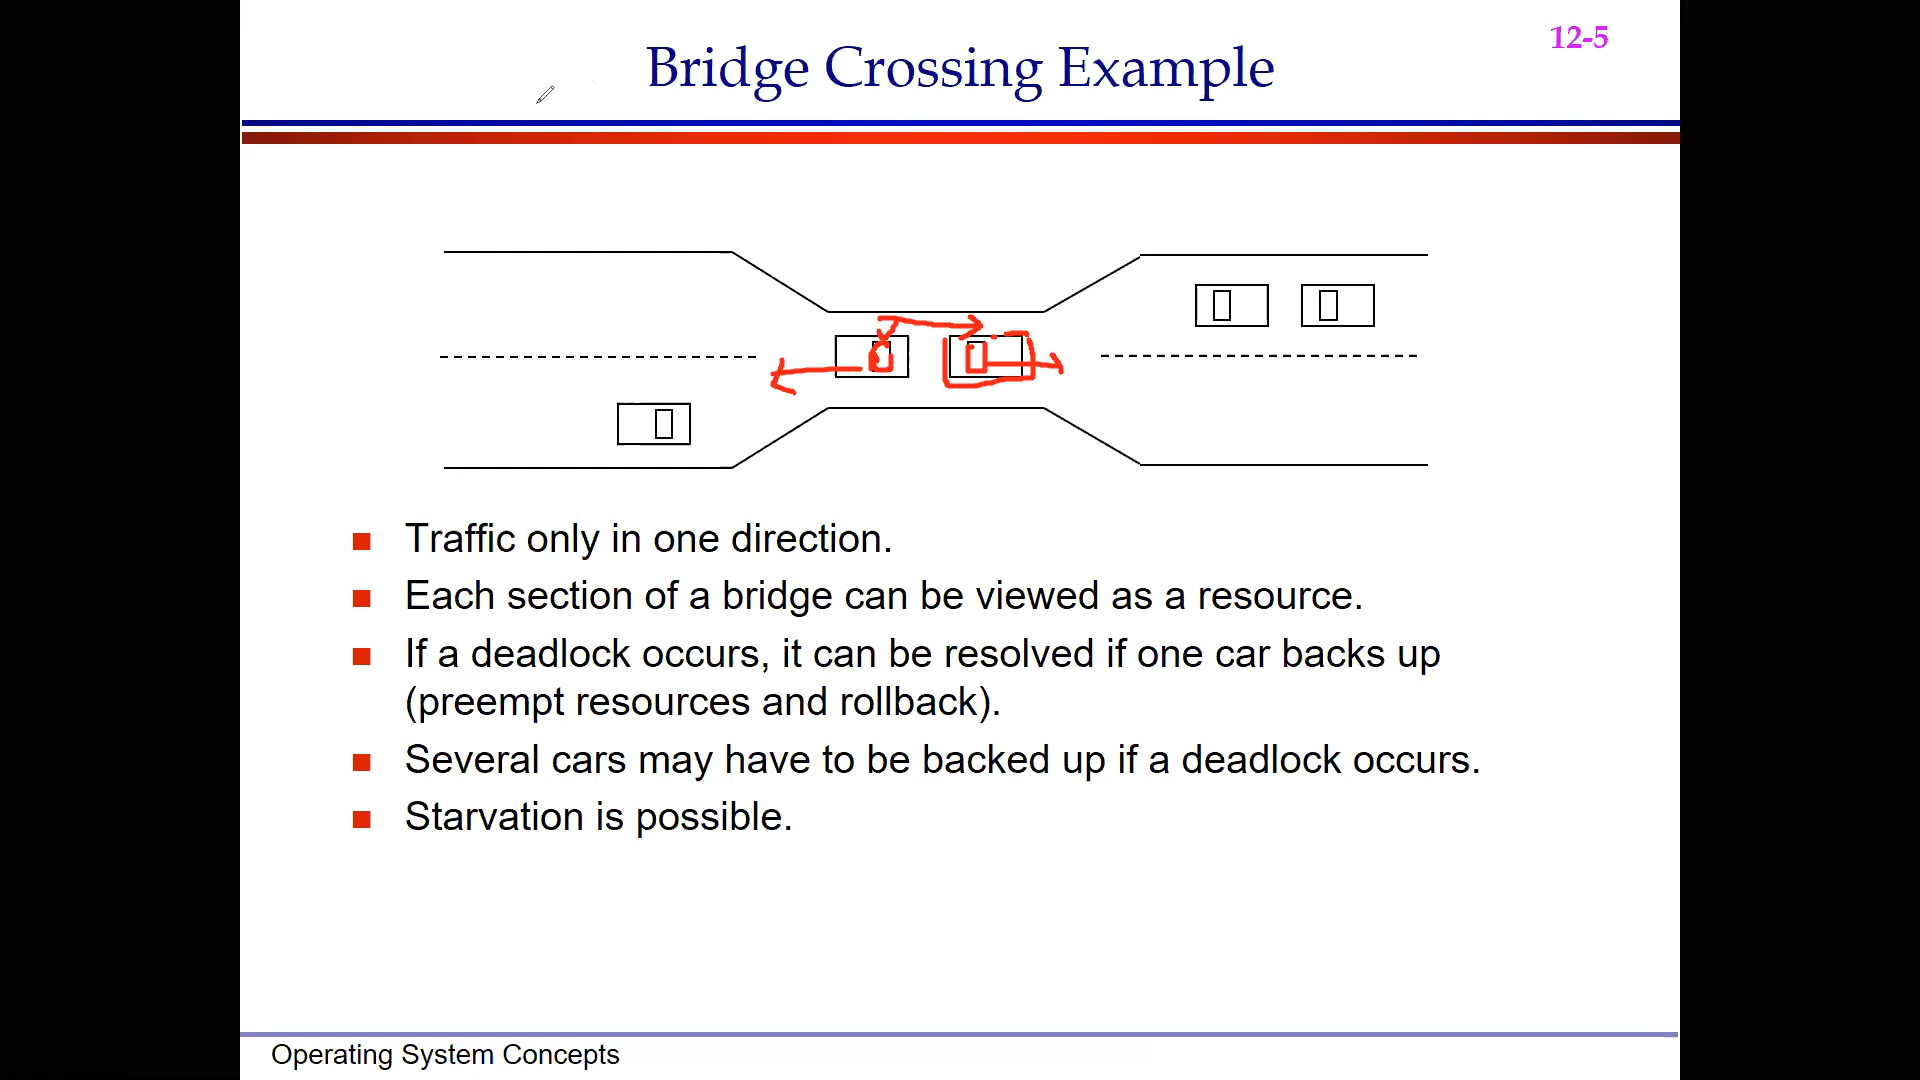 12-5
Bridge Crossing Example
Traffic only in one direction.
Each section of a bridge can be viewed as a resource.
If a deadlock occurs, it can be resolved if one car backs up
(preempt resources and rollback).
Several cars may have to be backed up if a deadlock occurs.
Starvation is possible.
Operating System Concepts